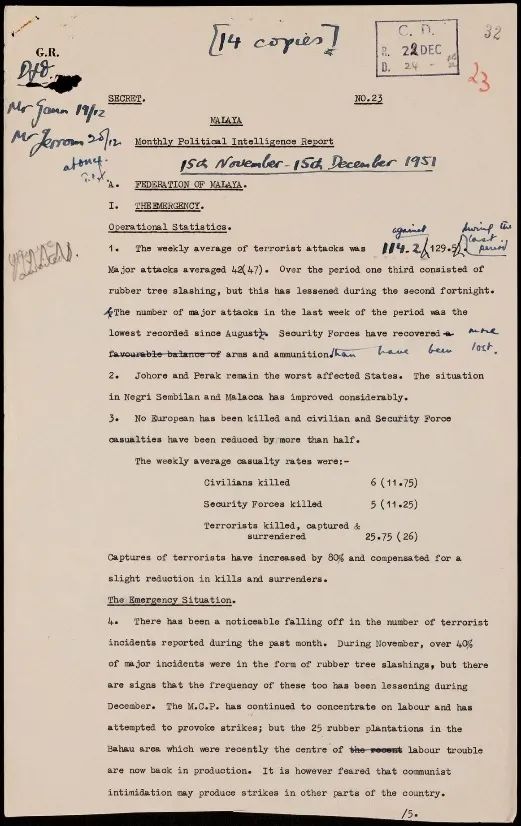 [14 copies]
C. D.
R. 22 DEC
D. 24 -
32
23
G.R.
Mr 19/12
Mr Jerrom 20/12
at once.
SECRET.
NO.23
MALAYA
Monthly Political Intelligence Report
15th November - 15th December 1951
A. FEDERATION OF MALAYA.
I. THE EMERGENCY.
Operational Statistics.
against
during the last period
1. The weekly average of terrorist attacks was 114.2 (129.5).
Major attacks averaged 42(47). Over the period one third consisted of
rubber tree slashing, but this has lessened during the second fortnight.
(The number of major attacks in the last week of the period was the
lowest recorded since August). Security Forces have recovered a more
favourable balance of arms and ammunition than have been lost.
2. Johore and Perak remain the worst affected States. The situation
in Negri Sembilan and Malacca has improved considerably.
3. No European has been killed and civilian and Security Force
casualties have been reduced by more than half.
The weekly average casualty rates were:-
Civilians killed 6 (11.75)
Security Forces killed 5 (11.25)
Terrorists killed, captured &
surrendered 25.75 (26)
Captures of terrorists have increased by 80% and compensated for a
slight reduction in kills and surrenders.
The Emergency Situation.
4. There has been a noticeable falling off in the number of terrorist
incidents reported during the past month. During November, over 40%
of major incidents were in the form of rubber tree slashings, but there
are signs that the frequency of these too has been lessening during
December. The M.C.P. has continued to concentrate on labour and has
attempted to provoke strikes; but the 25 rubber plantations in the
Bahau area which were recently the centre of the recent labour trouble
are now back in production. It is however feared that communist
intimidation may produce strikes in other parts of the country.
/5.